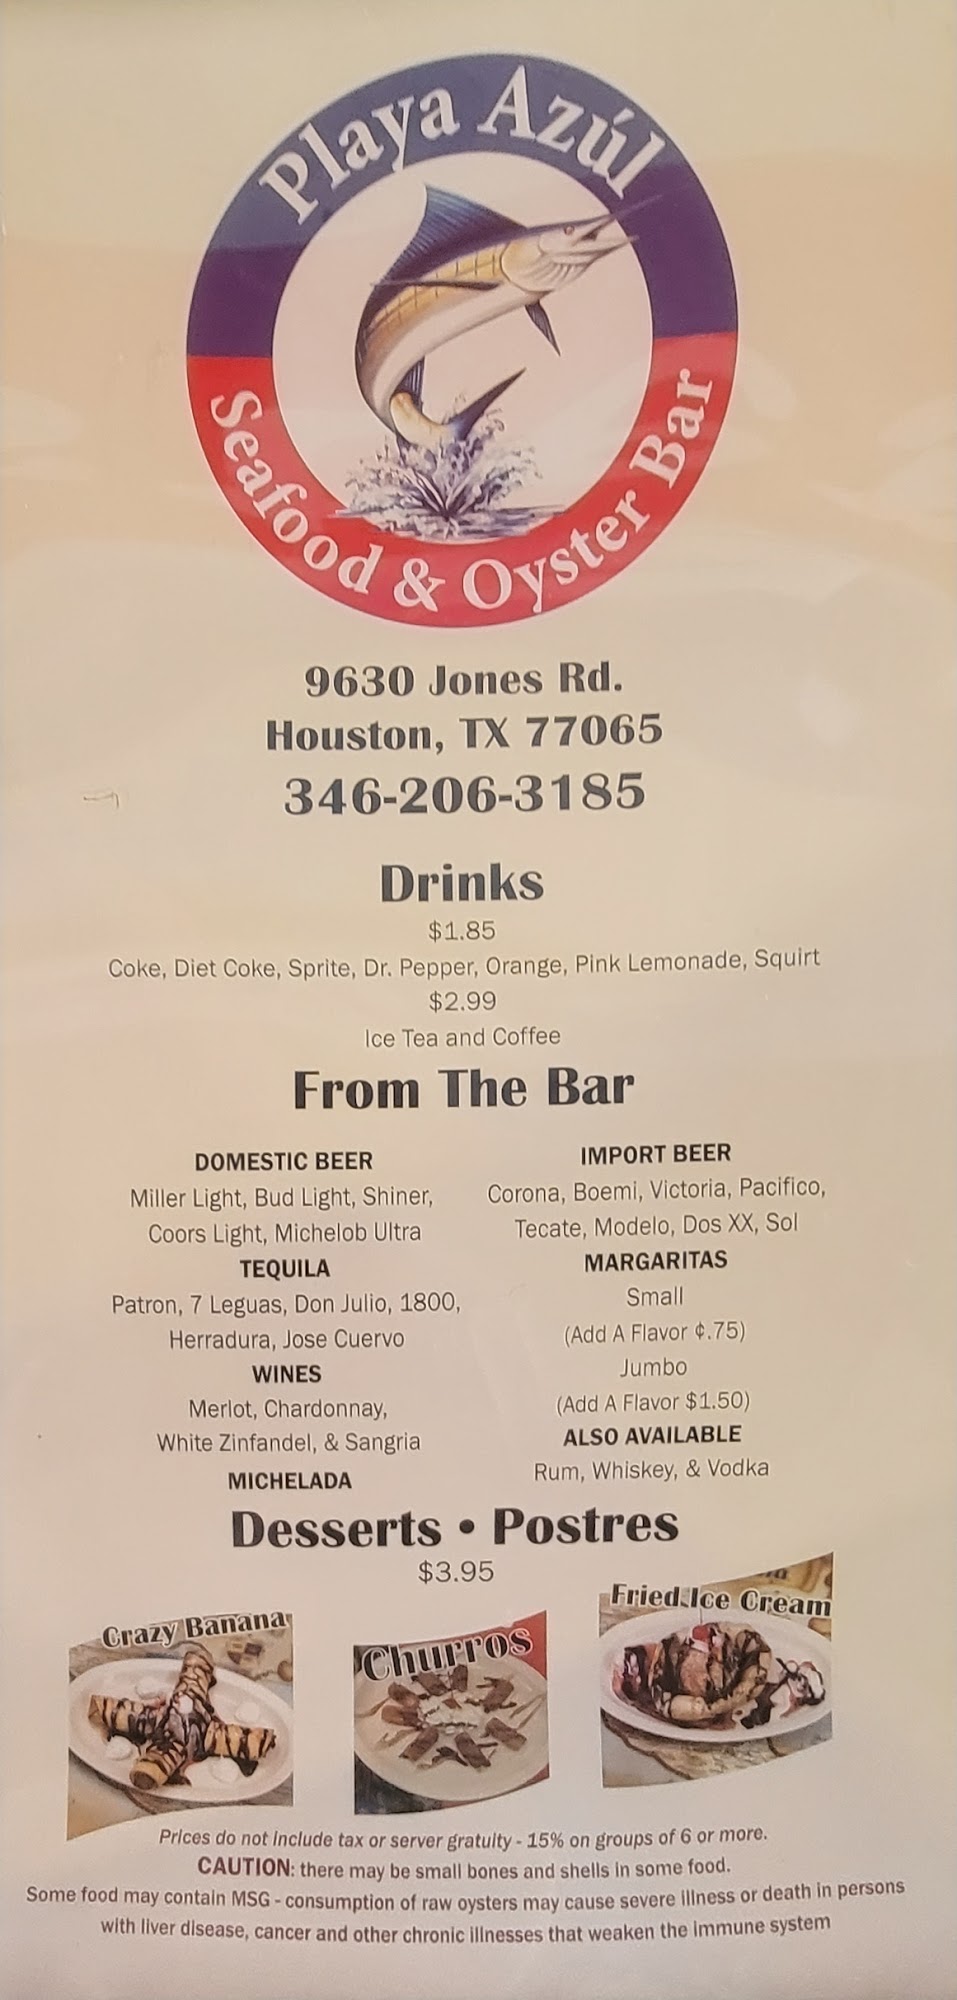 Playa Azúl
Seafood & Oyster Bar
9630 Jones Rd.
Houston, TX 77065
346-206-3185
Drinks
$1.85
Coke, Diet Coke, Sprite, Dr. Pepper, Orange, Pink Lemonade, Squirt
$2.99
Ice Tea and Coffee
From The Bar
DOMESTIC BEER
Miller Light, Bud Light, Shiner,
Coors Light, Michelob Ultra
TEQUILA
Patron, 7 Leguas, Don Julio, 1800,
Herradura, Jose Cuervo
WINES
Merlot, Chardonnay,
White Zinfandel, & Sangria
MICHELADA
IMPORT BEER
Corona, Boemi, Victoria, Pacifico,
Tecate, Modelo, Dos XX, Sol
MARGARITAS
Small
(Add A Flavor ¢.75)
Jumbo
(Add A Flavor $1.50)
ALSO AVAILABLE
Rum, Whiskey, & Vodka
Desserts • Postres
$3.95
Crazy Banana
Churros
Fried Ice Cream
Prices do not include tax or server gratuity - 15% on groups of 6 or more.
CAUTION: there may be small bones and shells in some food.
Some food may contain MSG - consumption of raw oysters may cause severe illness or death in persons
with liver disease, cancer and other chronic illnesses that weaken the immune system